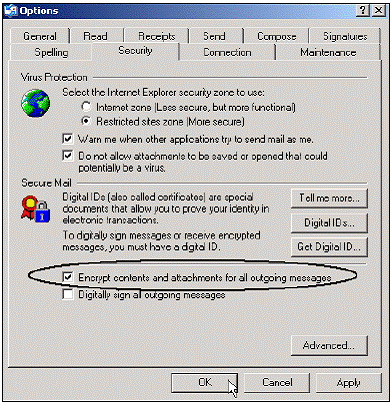 Options
General Read Receipts Send Compose Signatures
Spelling Security Connection Maintenance
Virus Protection
Select the Internet Explorer security zone to use:
Internet zone (Less secure, but more functional)
Restricted sites zone (More secure)
Warn me when other applications try to send mail as me.
Do not allow attachments to be saved or opened that could
potentially be a virus.
Secure Mail
Digital IDs (also called certificates) are special
documents that allow you to prove your identity in
electronic transactions.
Tell me more...
Digital IDs...
To digitally sign messages or receive encrypted
messages, you must have a digital ID.
Get Digital ID...
Encrypt contents and attachments for all outgoing messages
Digitally sign all outgoing messages
Advanced...
OK Cancel Apply